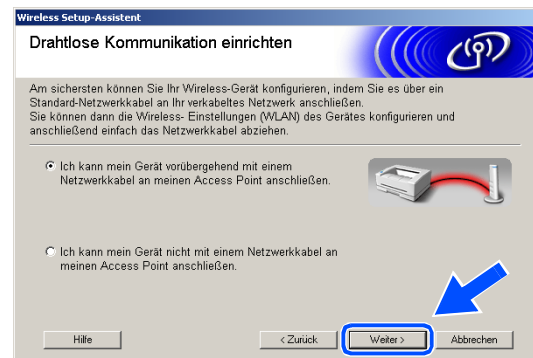 Wireless Setup-Assistent
Drahtlose Kommunikation einrichten
Am sichersten können Sie Ihr Wireless-Gerät konfigurieren, indem Sie es über ein
Standard-Netzwerkkabel an Ihr verkabeltes Netzwerk anschließen.
Sie können dann die Wireless- Einstellungen (WLAN) des Gerätes konfigurieren und
anschließend einfach das Netzwerkkabel abziehen.
Ich kann mein Gerät vorübergehend mit einem
Netzwerkkabel an meinen Access Point anschließen.
Ich kann mein Gerät nicht mit einem Netzwerkkabel an
meinen Access Point anschließen.
Hilfe
< Zurück
Weiter >
Abbrechen